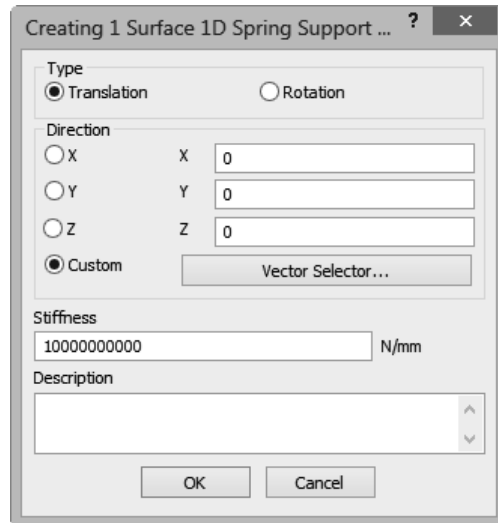 Creating 1 Surface 1D Spring Support ... ? ×
Type
Translation Rotation
Direction
X X 0
Y Y 0
Z Z 0
Custom Vector Selector...
Stiffness
10000000000 N/mm
Description
OK Cancel